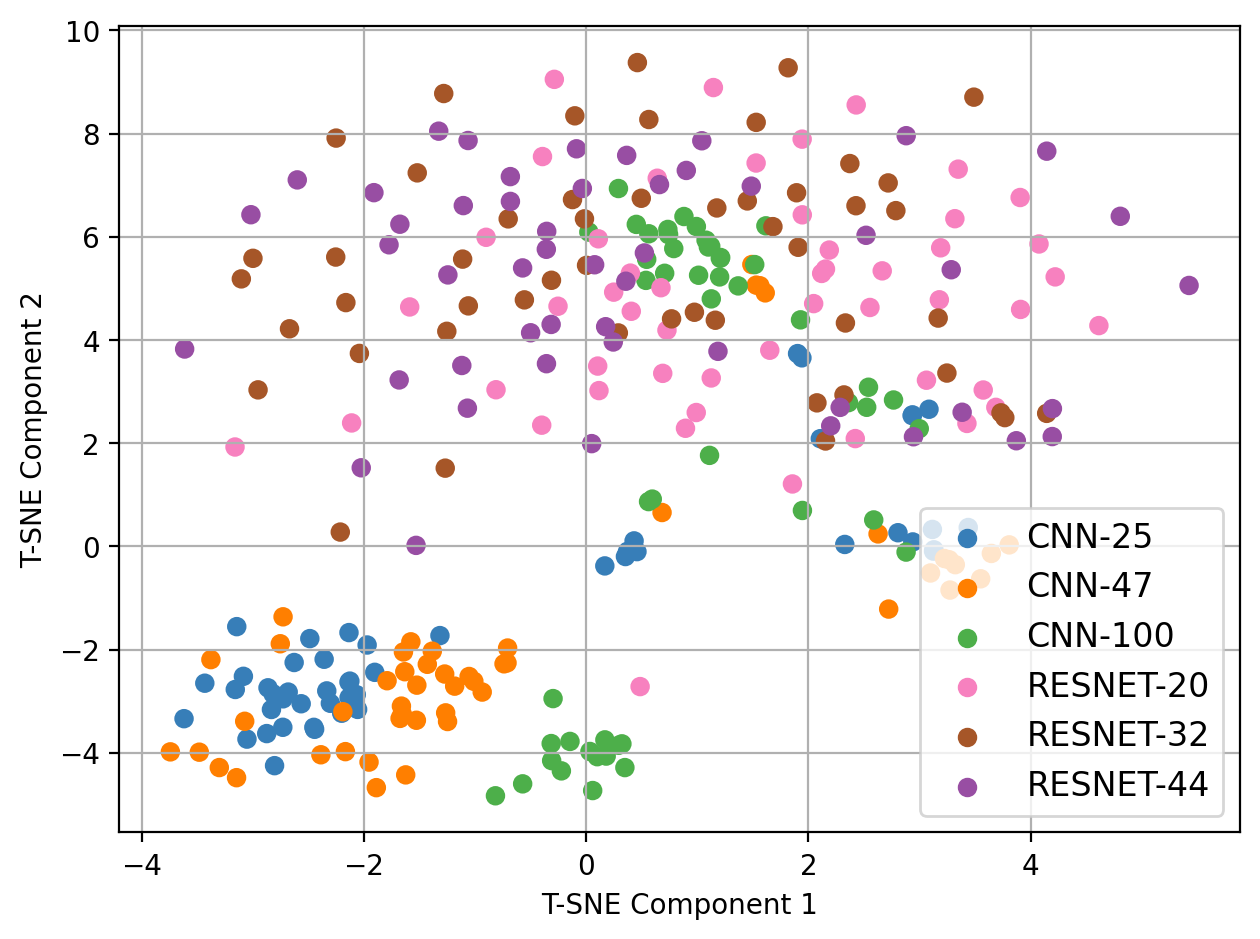 10
8
6
4
2
0
−2
−4
T-SNE Component 2
CNN-25
CNN-47
CNN-100
RESNET-20
RESNET-32
RESNET-44
−4 −2 0 2 4
T-SNE Component 1